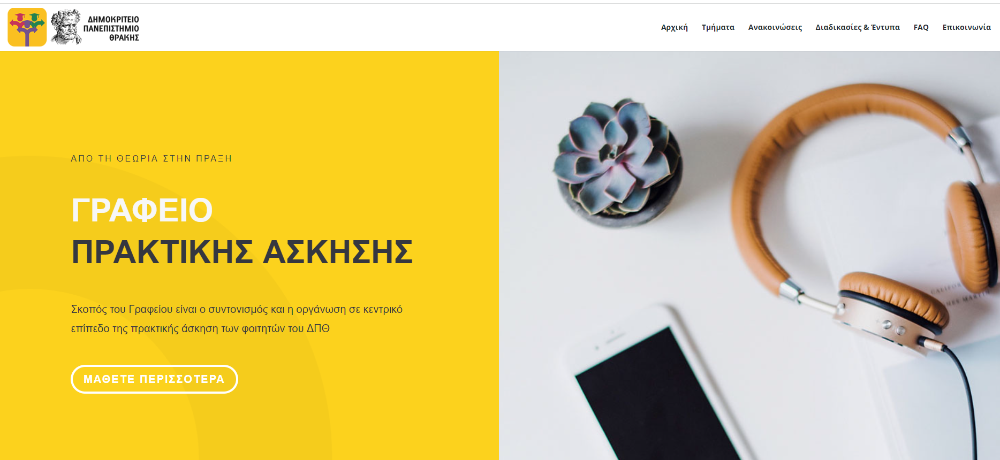 ΔΗΜΟΚΡΙΤΕΙΟ
ΠΑΝΕΠΙΣΤΗΜΙΟ
ΘΡΑΚΗΣ
Αρχική Τμήματα Ανακοινώσεις Διαδικασίες & Έντυπα FAQ Επικοινωνία
ΑΠΟ ΤΗ ΘΕΩΡΙΑ ΣΤΗΝ ΠΡΑΞΗ
ΓΡΑΦΕΙΟ
ΠΡΑΚΤΙΚΗΣ ΑΣΚΗΣΗΣ
Σκοπός του Γραφείου είναι ο συντονισμός και η οργάνωση σε κεντρικό
επίπεδο της πρακτικής άσκηση των φοιτητών του ΔΠΘ
ΜΑΘΕΤΕ ΠΕΡΙΣΣΟΤΕΡΑ